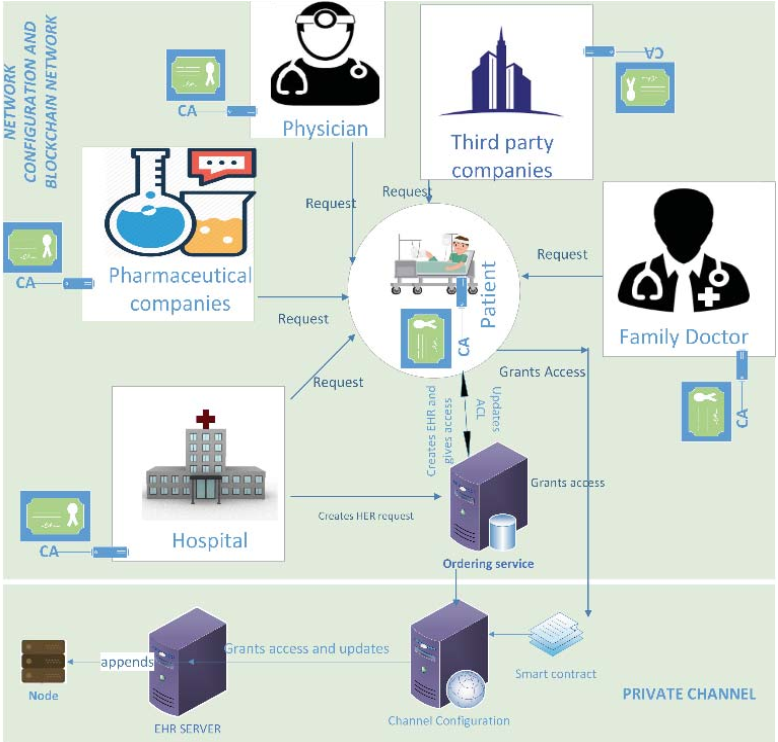 NETWORK
CONFIGURATION AND
BLOCKCHAIN NETWORK
CA
Physician
Third party
companies
CA
Request
Request
CA
Pharmaceutical
companies
Request
Patient
CA
Request
Family Doctor
CA
Request
Grants Access
Creates EHR and
gives access
Updates
ACL
Hospital
CA
Creates HER request
Grants access
Ordering service
Node
appends
EHR SERVER
Grants access and updates
Channel Configuration
Smart contract
PRIVATE CHANNEL